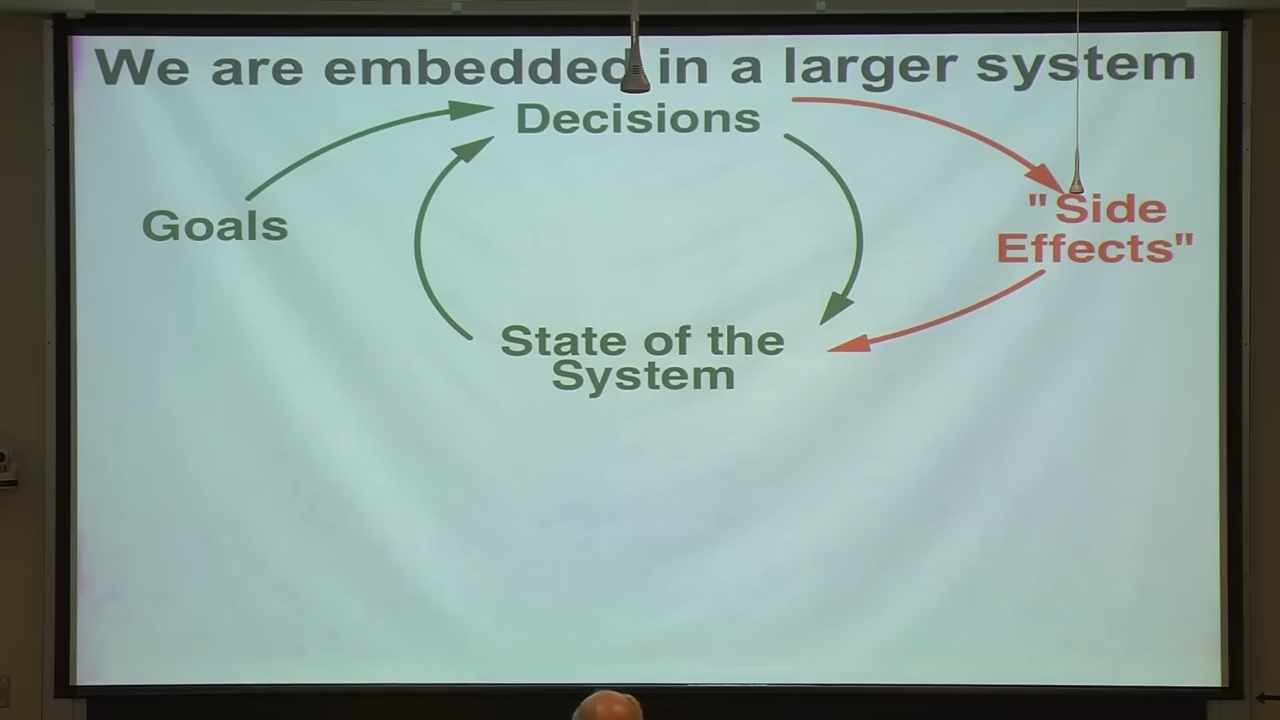 We are embedded in a larger system
Decisions
Goals
"Side
Effects"
State of the
System